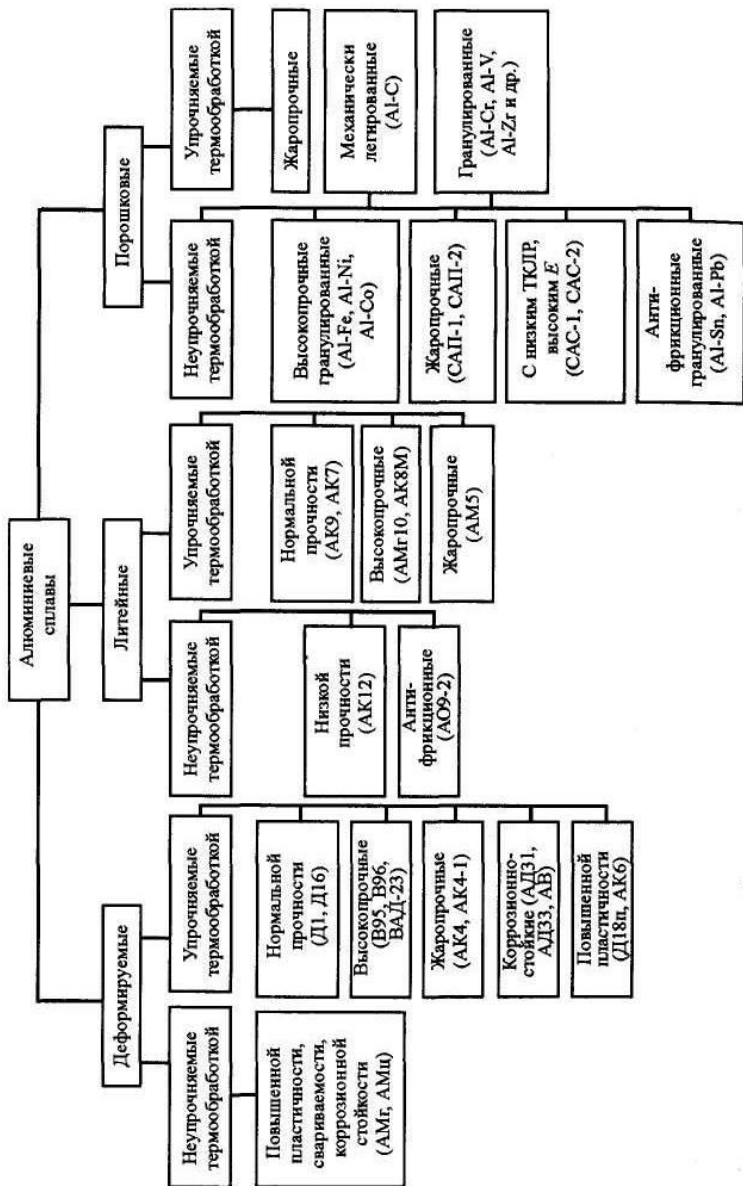 Алюминиевые
сплавы
Деформируемые
Литейные
Порошковые
Неупрочняемые
термообработкой
Упрочняемые
термообработкой
Неупрочняемые
термообработкой
Упрочняемые
термообработкой
Неупрочняемые
термообработкой
Упрочняемые
термообработкой
Повышенной
пластичности,
свариваемости,
коррозионной
стойкости
(АМг, АМц)
Нормальной
прочности
(Д1, Д16)
Высокопрочные
(В95, В96,
ВАД-23)
Жаропрочные
(АК4, АК4-1)
Коррозионно-
стойкие (АД31,
АД33, АВ)
Повышенной
пластичности
(Д18п, АК6)
Низкой
прочности
(АК12)
Анти-
фрикционные
(АО9-2)
Нормальной
прочности
(АК9, АК7)
Высокопрочные
(АМг10, АК8М)
Жаропрочные
(АМ5)
Высокопрочные
гранулированные
(Al-Fe, Al-Ni,
Al-Co)
Жаропрочные
(САП-1, САП-2)
С низким ТКЛР,
высоким E
(САС-1, САС-2)
Анти-
фрикционные
гранулированные
(Al-Sn, Al-Pb)
Жаропрочные
Механически
легированные
(Al-C)
Гранулированные
(Al-Cr, Al-V,
Al-Zr и др.)